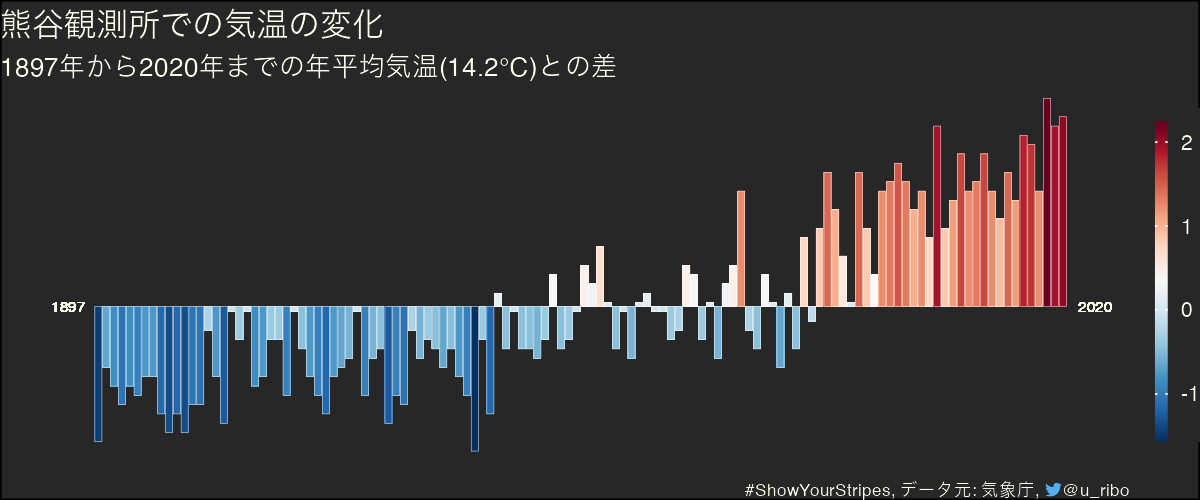 熊谷観測所での気温の変化
1897年から2020年までの年平均気温(14.2°C)との差
2
1
0
-1
1897
2020
#ShowYourStripes, データ元: 気象庁, @u_ribo